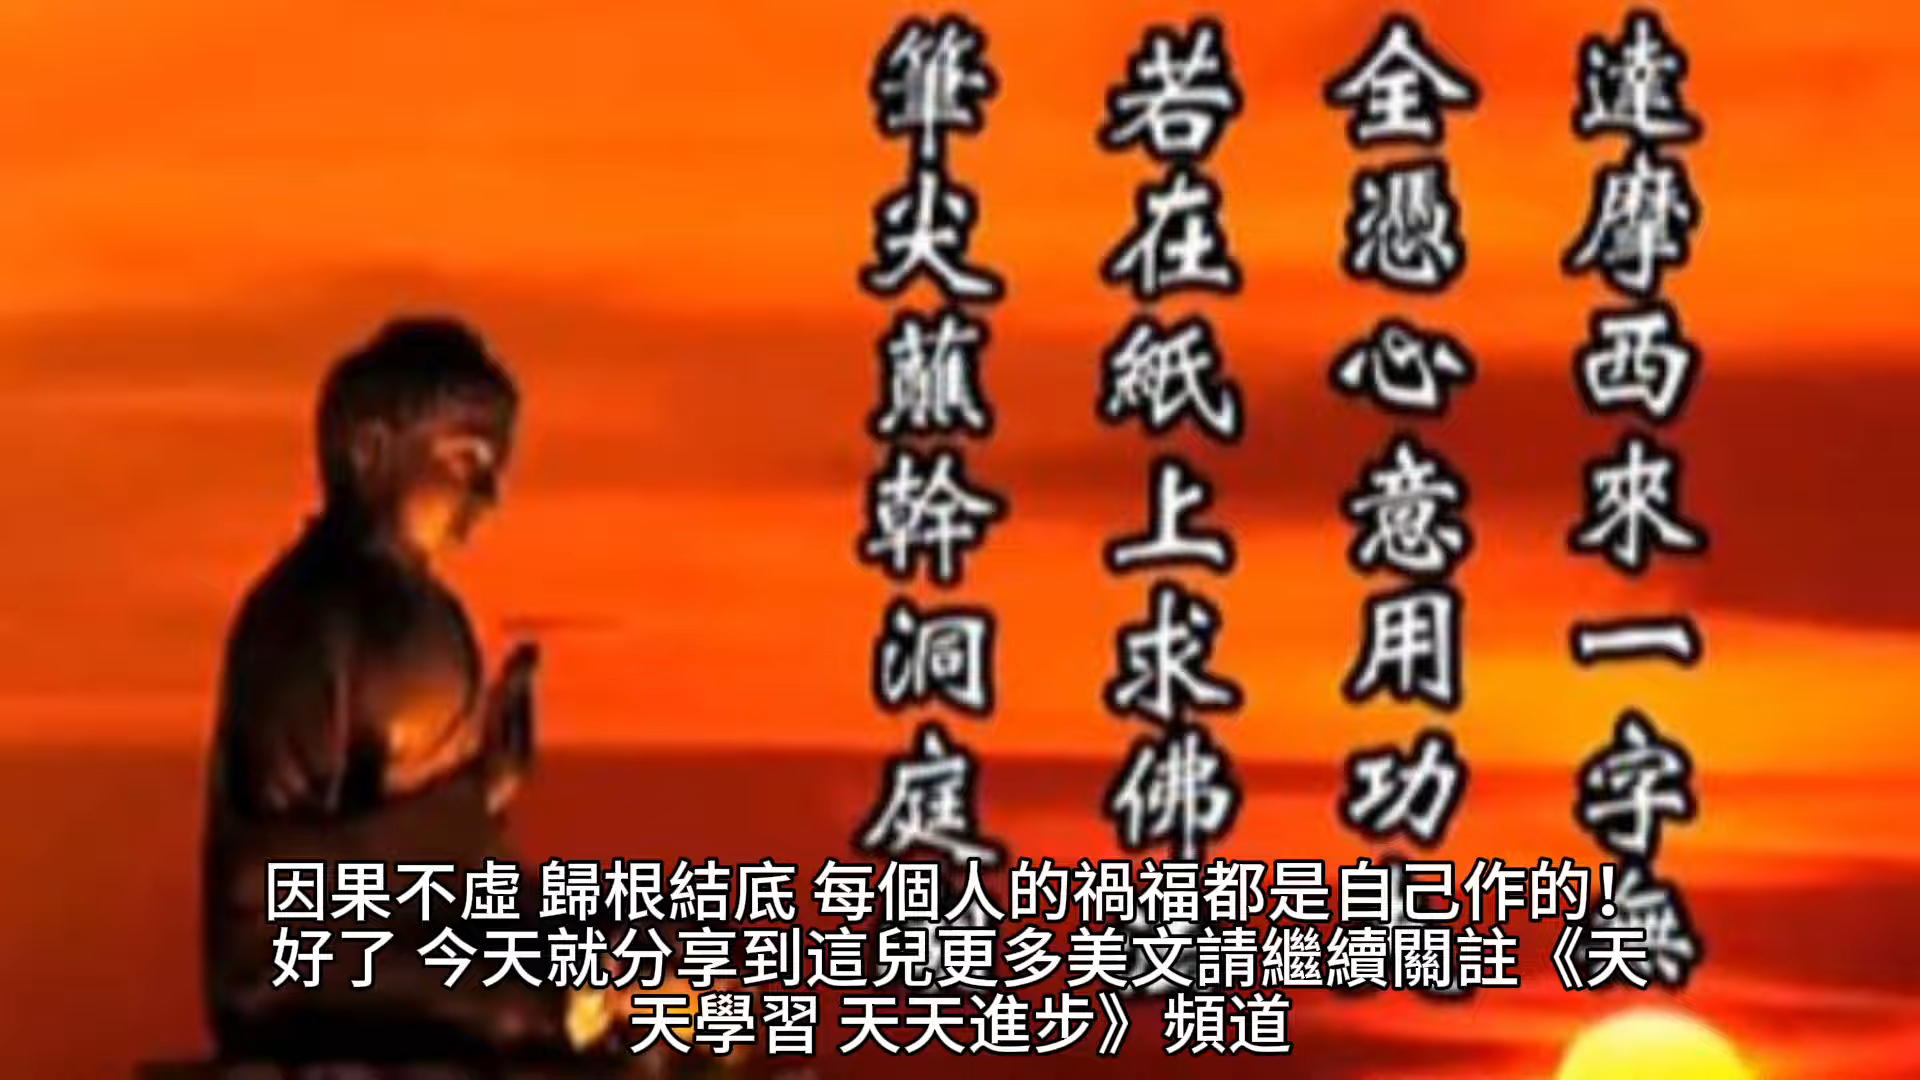 達摩西來一字無
全憑心意用功
若在紙上求佛
筆尖蘸幹洞庭
因果不虛 歸根結底 每個人的禍福都是自己作的！
好了 今天就分享到這兒更多美文請繼續關註《天
天學習 天天進步》頻道